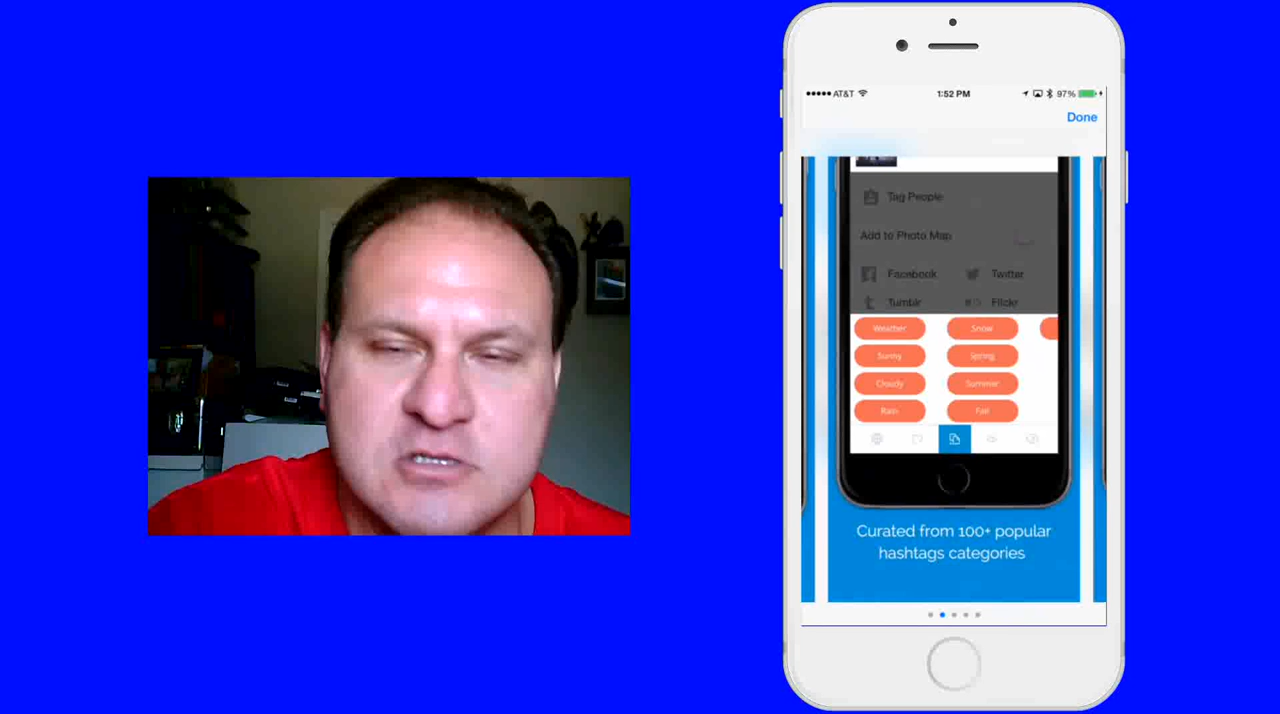 AT&T
1:52 PM
97%
Done
Tag People
Add to Photo Map
Facebook
Twitter
Tumblr
Flickr
Weather
Snow
Sunny
Spring
Cloudy
Summer
Rain
Fall
Curated from 100+ popular
hashtags categories